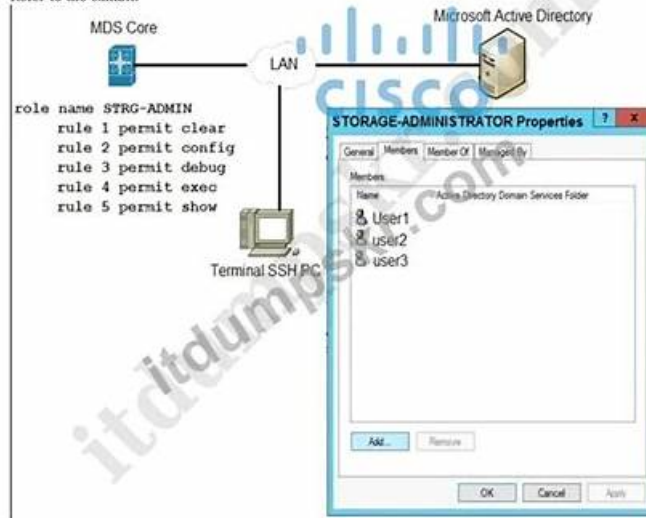 MDS Core
Microsoft Active Directory
LAN
CISCO
role name STRG-ADMIN
rule 1 permit clear
rule 2 permit config
rule 3 permit debug
rule 4 permit exec
rule 5 permit show
Terminal SSH PC
STORAGE-ADMINISTRATOR Properties ? X
General Members Member Of Managed By
Members:
Name Active Directory Domain Services Folder
User1
user2
user3
Add... Remove
OK Cancel Apply
itdumpskr.com